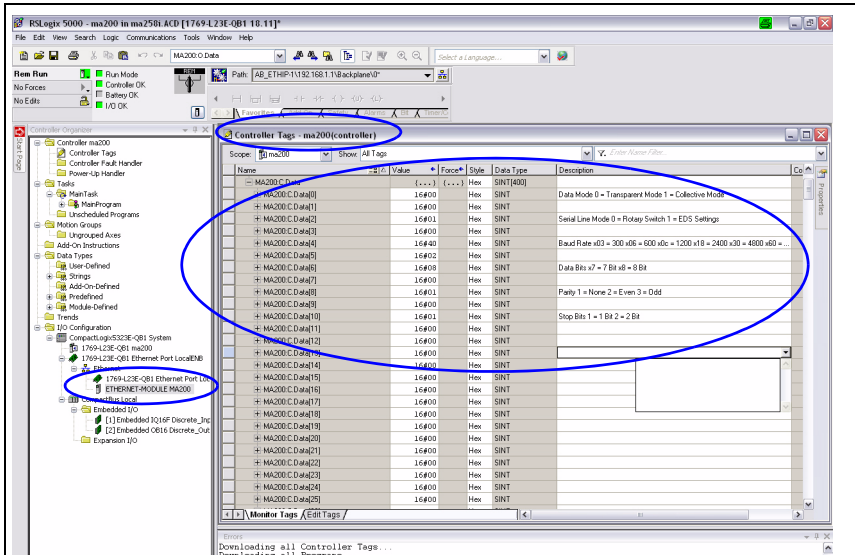 RSLogix 5000 - ma200 in ma258i.ACD [1769-L23E-QB1 18.11]*
File Edit View Search Logic Communications Tools Window Help
MA200:O.Data
Select a Language...
Rem Run
Run Mode
No Forces
Controller OK
Battery OK
No Edits
I/O OK
REM
Path: AB_ETHIP-1\192.168.1.1\Backplane\0*
Favorites
Alarms
Bit
Timer/C
Start Page
Controller Organizer
Controller ma200
Controller Tags
Controller Fault Handler
Power-Up Handler
Tasks
MainTask
MainProgram
Unscheduled Programs
Motion Groups
Ungrouped Axes
Add-On Instructions
Data Types
User-Defined
Strings
Add-On-Defined
Predefined
Module-Defined
Trends
I/O Configuration
CompactLogix5323E-QB1 System
1769-L23E-QB1 ma200
1769-L23E-QB1 Ethernet Port LocalENB
Ethernet
1769-L23E-QB1 Ethernet Port Loc
ETHERNET-MODULE MA200
CompactBus Local
Embedded I/O
[1] Embedded IQ16F Discrete_Inp
[2] Embedded OB16 Discrete_Out
Expansion I/O
Controller Tags - ma200(controller)
Scope: ma200 Show: All Tags
Enter Name Filter...
Name Value Force Style Data Type Description Co
MA200:C.Data {...} {...} Hex SINT[400]
MA200:C.Data[0] 16#00 Hex SINT Data Mode 0 = Transparent Mode 1 = Collective Mode
MA200:C.Data[1] 16#00 Hex SINT
MA200:C.Data[2] 16#01 Hex SINT Serial Line Mode 0 = Rotary Switch 1 = EDS Settings
MA200:C.Data[3] 16#00 Hex SINT
MA200:C.Data[4] 16#40 Hex SINT Baud Rate x03 = 300 x06 = 600 x0c = 1200 x18 = 2400 x30 = 4800 x60 = ...
MA200:C.Data[5] 16#02 Hex SINT
MA200:C.Data[6] 16#08 Hex SINT Data Bits x7 = 7 Bit x8 = 8 Bit
MA200:C.Data[7] 16#00 Hex SINT
MA200:C.Data[8] 16#01 Hex SINT Parity 1 = None 2 = Even 3 = Odd
MA200:C.Data[9] 16#00 Hex SINT
MA200:C.Data[10] 16#01 Hex SINT Stop Bits 1 = 1 Bit 2 = 2 Bit
MA200:C.Data[11] 16#00 Hex SINT
MA200:C.Data[12] 16#00 Hex SINT
MA200:C.Data[13] 16#00 Hex SINT
MA200:C.Data[14] 16#00 Hex SINT
MA200:C.Data[15] 16#00 Hex SINT
MA200:C.Data[16] 16#00 Hex SINT
MA200:C.Data[17] 16#00 Hex SINT
MA200:C.Data[18] 16#00 Hex SINT
MA200:C.Data[19] 16#00 Hex SINT
MA200:C.Data[20] 16#00 Hex SINT
MA200:C.Data[21] 16#00 Hex SINT
MA200:C.Data[22] 16#00 Hex SINT
MA200:C.Data[23] 16#00 Hex SINT
MA200:C.Data[24] 16#00 Hex SINT
MA200:C.Data[25] 16#00 Hex SINT
Monitor Tags Edit Tags
Properties
Errors
Downloading all Controller Tags...
Downloading all Programs